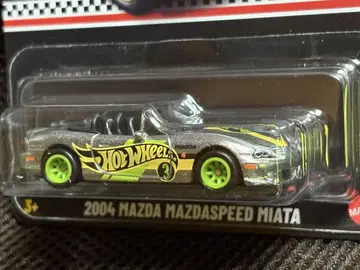 HOT WHEELS
3
3+
2004 MAZDA MAZDASPEED MIATA